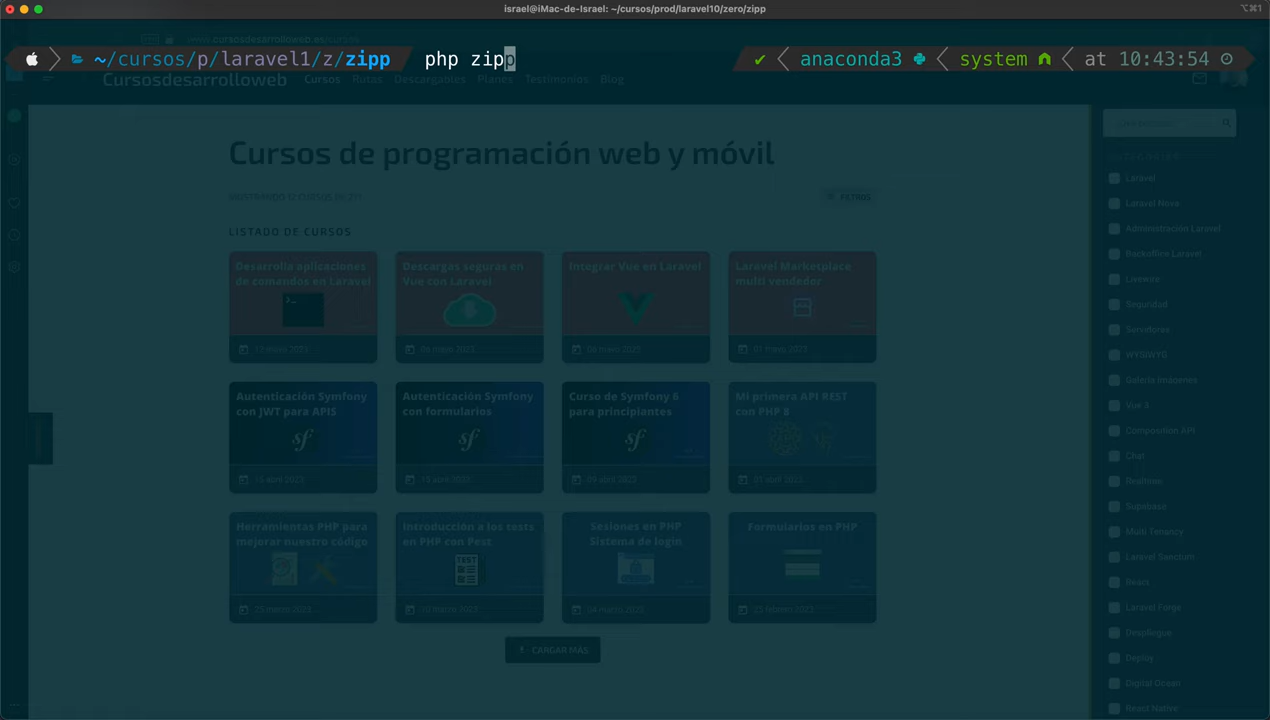 israel@iMac-de-Israel: ~/cursos/prod/laravel10/zero/zipp
⌥⌘1
~/cursos/p/laravel1/z/zipp php zipp
✔ anaconda3 system at 10:43:54
www.cursosdesarrolloweb.es/cursos
Cursosdesarrolloweb Cursos Rutas Descargables Planes Testimonios Blog
Cursos de programación web y móvil
FILTROS
LISTADO DE CURSOS
Desarrolla aplicaciones
de comandos en Laravel
Descargas seguras en
Vue con Laravel
Integrar Vue en Laravel
Laravel Marketplace
multi vendedor
Autenticación Symfony
con JWT para APIS
Autenticación Symfony
con formularios
Curso de Symfony 6
para principiantes
Mi primera API REST
con PHP 8
Herramientas PHP para
mejorar nuestro código
Introducción a los tests
en PHP con Pest
TEST
Sesiones en PHP
Sistema de login
Formularios en PHP
CARGAR MÁS
Laravel
Laravel Nova
Administración Laravel
Backoffice Laravel
Livewire
Seguridad
Servidores
WYSIWYG
Galería Imágenes
Vue 3
Composition API
Chat
Realtime
Supabase
Multi Tenancy
Laravel Sanctum
Laravel Forge
Despliegue
Deploy
Digital Ocean
React Native